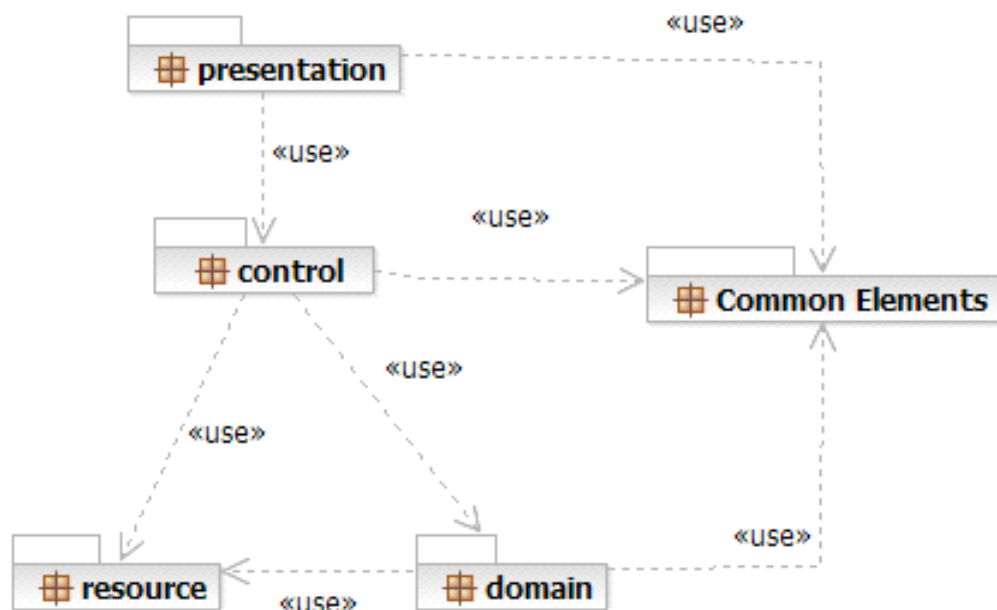 «use»
presentation
«use»
«use»
control
Common Elements
«use»
«use»
«use»
resource
domain
«use»